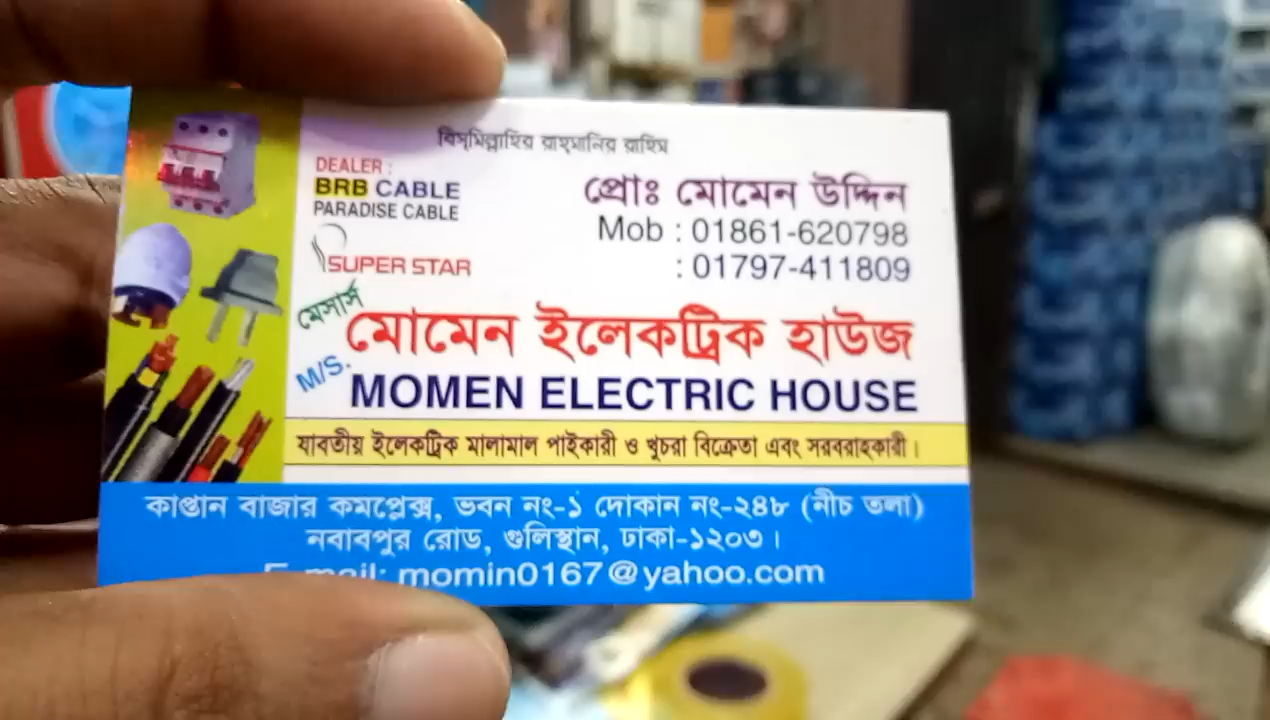 বিস্‌মিল্লাহির রাহ্‌মানির রাহিম
DEALER :
BRB CABLE
PARADISE CABLE
SUPER STAR
প্রোঃ মোমেন উদ্দিন
Mob : 01861-620798
: 01797-411809
মেসার্স মোমেন ইলেকট্রিক হাউজ
M/S. MOMEN ELECTRIC HOUSE
যাবতীয় ইলেকট্রিক মালামাল পাইকারী ও খুচরা বিক্রেতা এবং সরবরাহকারী।
কাপ্তান বাজার কমপ্লেক্স, ভবন নং-১ দোকান নং-২৪৮ (নীচ তলা)
নবাবপুর রোড, গুলিস্থান, ঢাকা-১২০৩।
E-mail: momin0167@yahoo.com